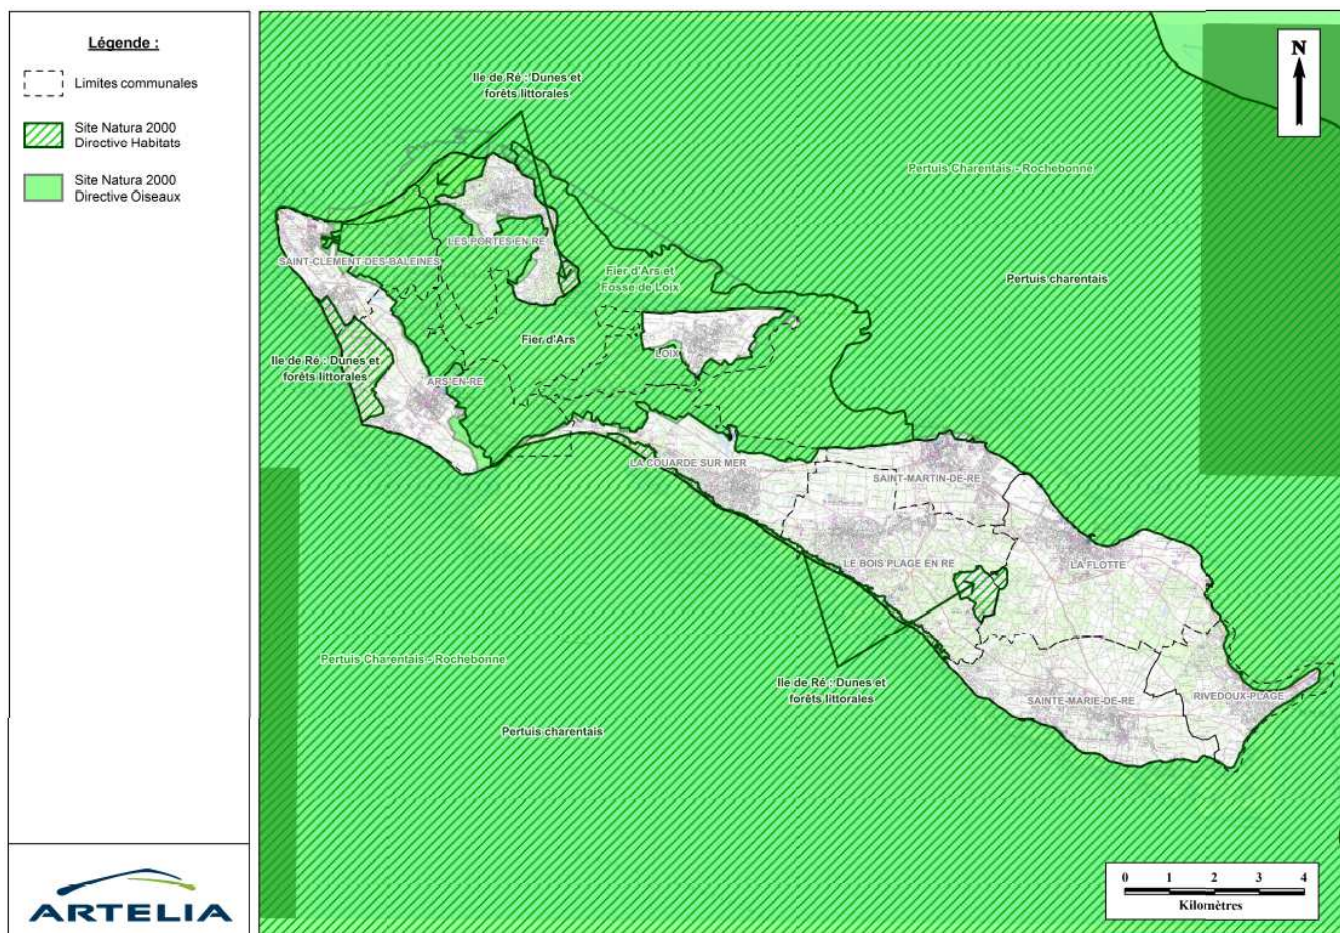 Légende :
Limites communales
Site Natura 2000
Directive Habitats
Site Natura 2000
Directive Öiseaux
ARTELIA
N
Ile de Ré : Dunes et
forêts littorales
Pertuis Charentais - Rochebonne
LES PORTES EN RE
SAINT-CLEMENT-DES-BALEINES
Fier d'Ars et
Fosse de Loix
Pertuis charentais
Fier d'Ars
LOIX
Ile de Ré : Dunes et
forêts littorales
ARS-EN-RE
LA COUARDE SUR MER
SAINT-MARTIN-DE-RE
LE BOIS PLAGE EN RE
LA FLOTTE
Pertuis Charentais - Rochebonne
Ile de Ré : Dunes et
forêts littorales
SAINTE-MARIE-DE-RE
RIVEDOUX-PLAGE
Pertuis charentais
0 1 2 3 4
Kilomètres